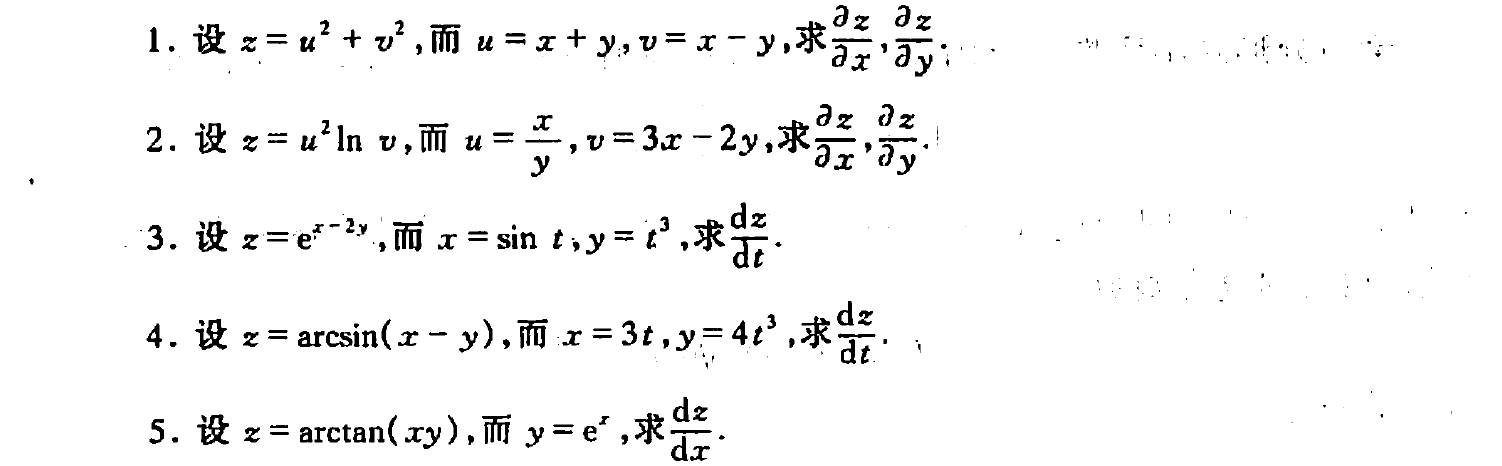 1. 设 z = u² + v², 而 u = x + y, v = x - y, 求 ∂z/∂x, ∂z/∂y.
2. 设 z = u² ln v, 而 u = x/y, v = 3x - 2y, 求 ∂z/∂x, ∂z/∂y.
3. 设 z = e^(x-2y), 而 x = sin t, y = t³, 求 dz/dt.
4. 设 z = arcsin(x - y), 而 x = 3t, y = 4t³, 求 dz/dt.
5. 设 z = arctan(xy), 而 y = e^x, 求 dz/dx.